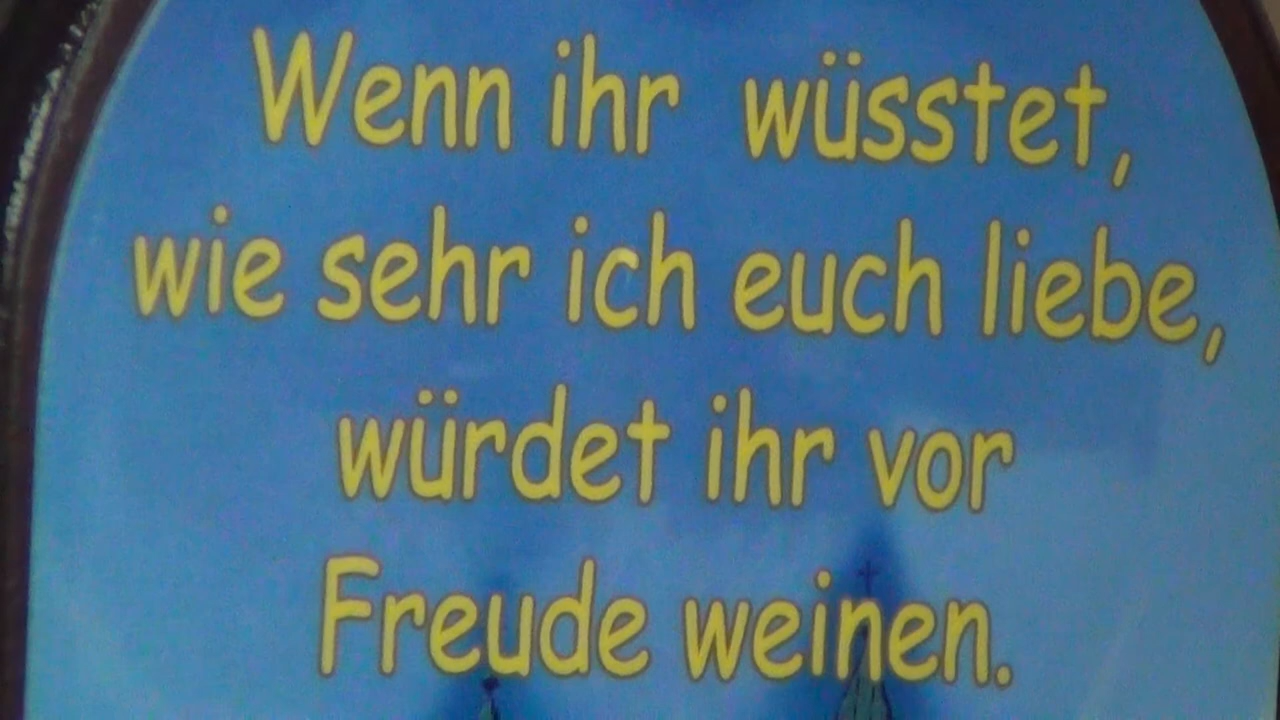 Wenn ihr wüsstet,
wie sehr ich euch liebe,
würdet ihr vor
Freude weinen.